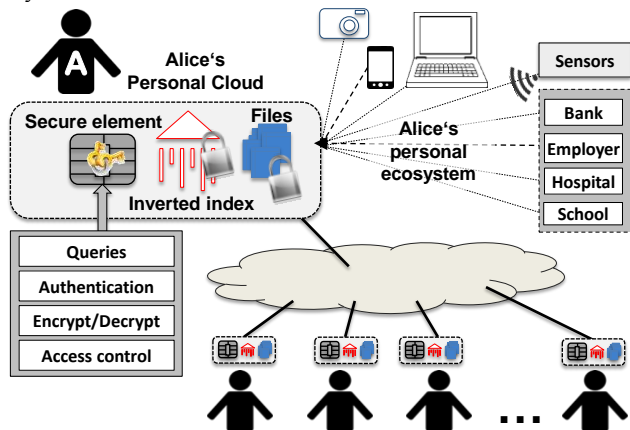 A
Alice‘s
Personal Cloud
Secure element
Files
Inverted index
Alice‘s
personal
ecosystem
Sensors
Bank
Employer
Hospital
School
Queries
Authentication
Encrypt/Decrypt
Access control
...